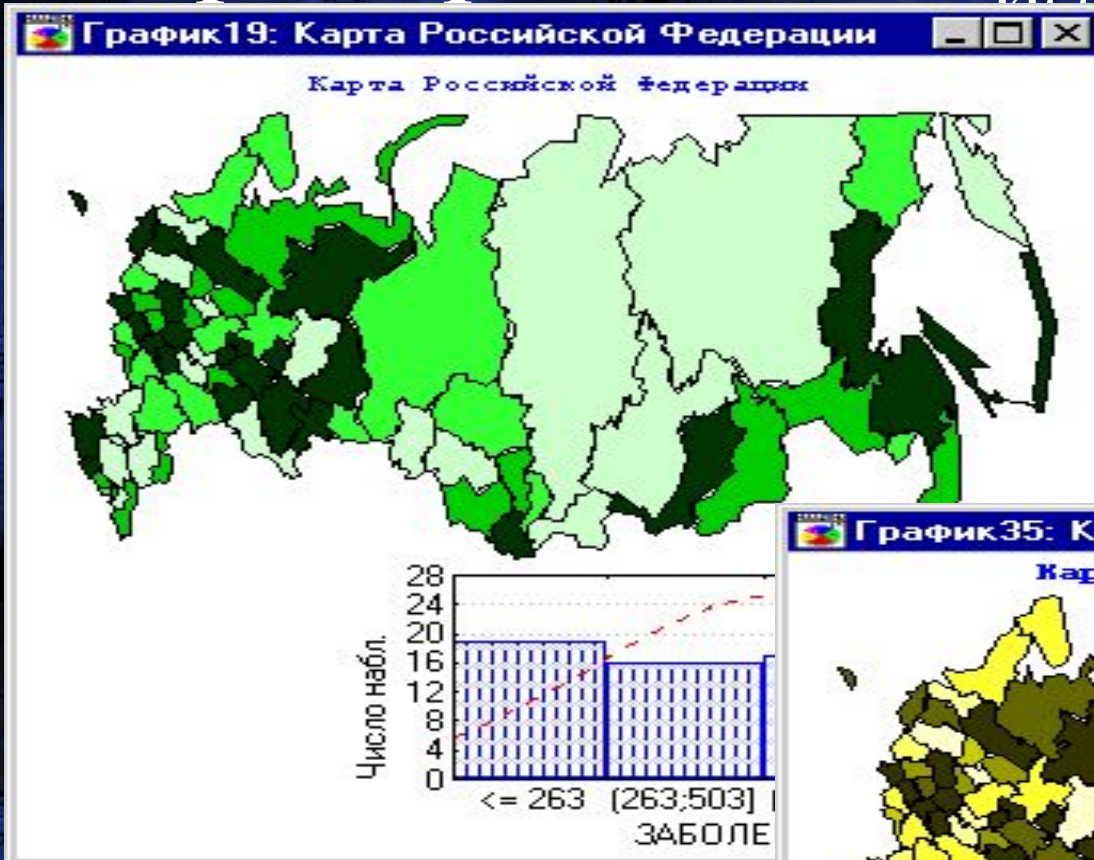 График19: Карта Российской Федерации
Карта Российской Федерации
28
24
20
16
12
8
4
0
Число набл.
<= 263 (263;503]
ЗАБОЛЕ
График35: К
Кар